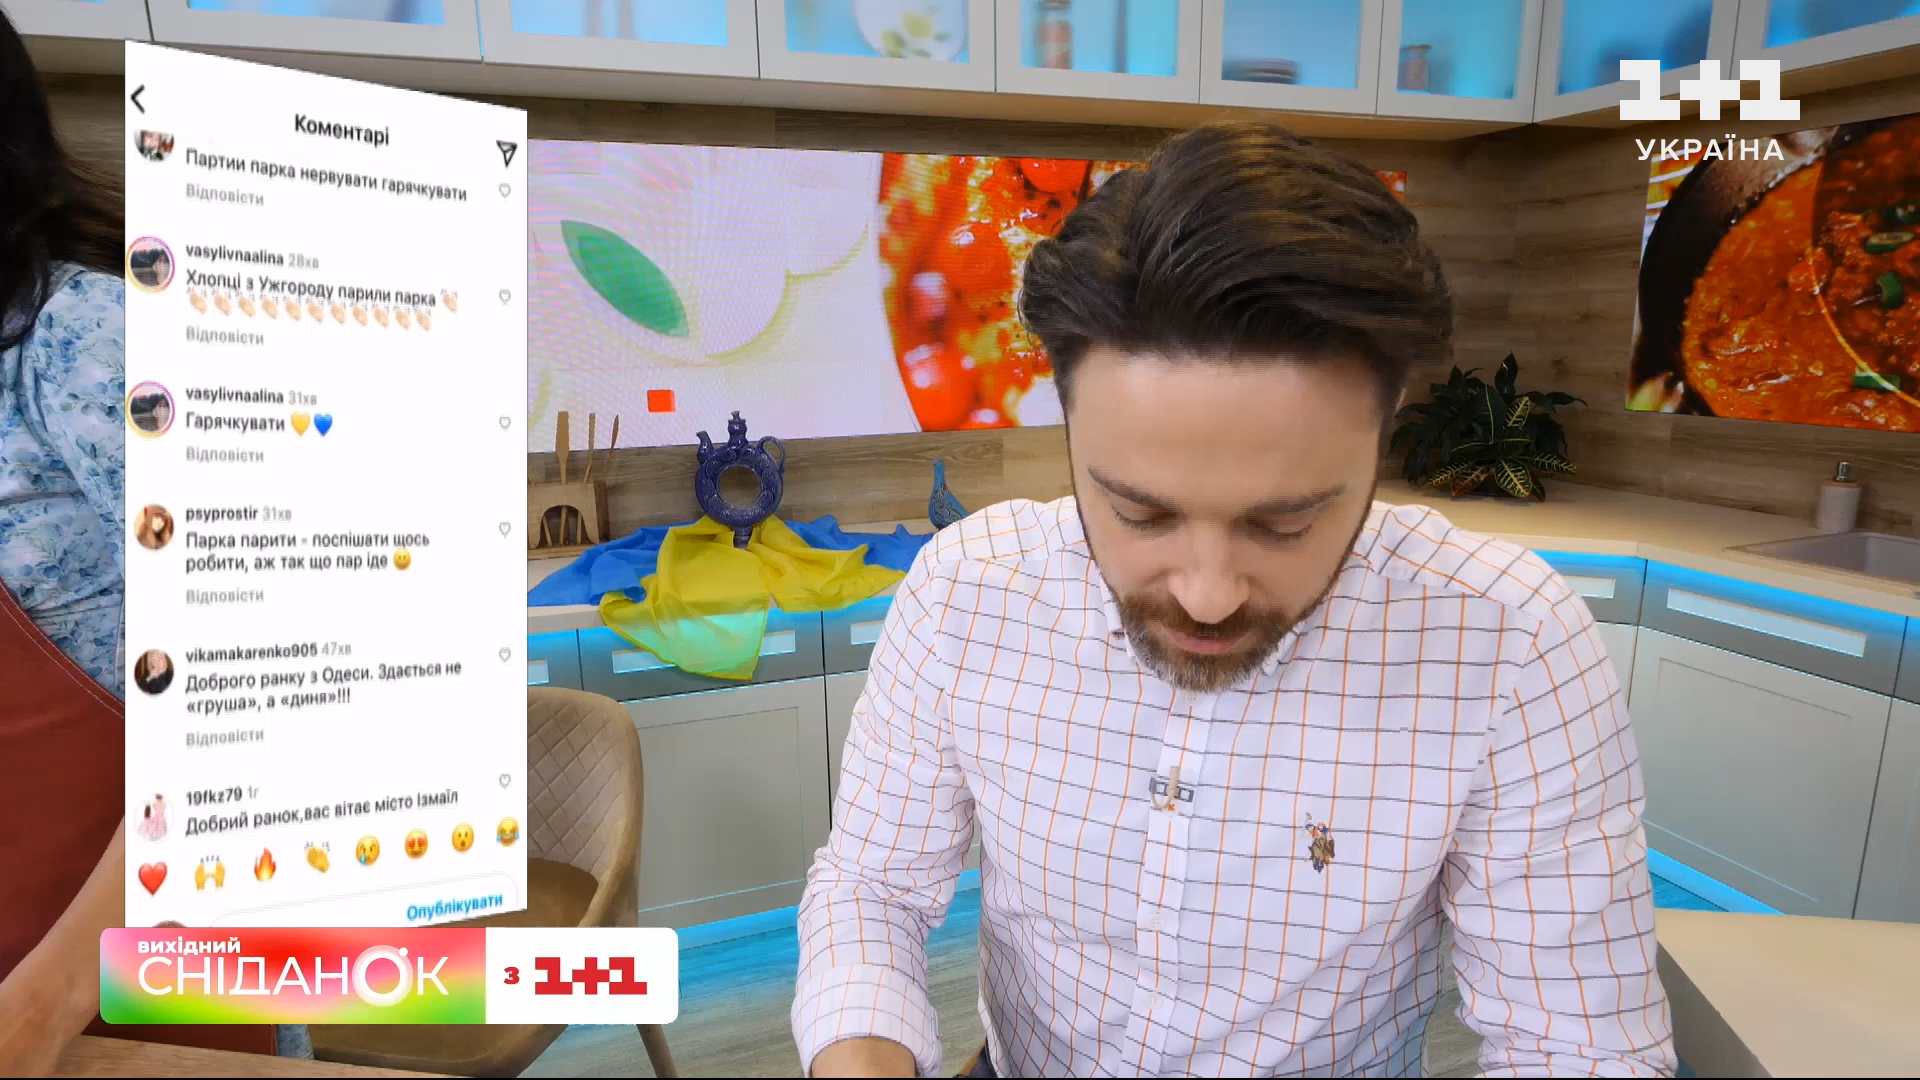 Коментарі
Партии парка нервувати гарячкувати
Відповісти
vasylivnaalina 28хв
Хлопці з Ужгороду парили парка
Відповісти
vasylivnaalina 31хв
Гарячкувати 💛💙
Відповісти
psyprostir 31хв
Парка парити - поспішати щось
робити, аж так що пар іде 😀
Відповісти
vikamakarenko905 47хв
Доброго ранку з Одеси. Здається не
«груша», а «диня»!!!
Відповісти
19fkz79 1г
Добрий ранок,вас вітає місто Ізмаїл
Опублікувати
вихідний
СНІДАНОК
з 1+1
1+1
УКРАЇНА